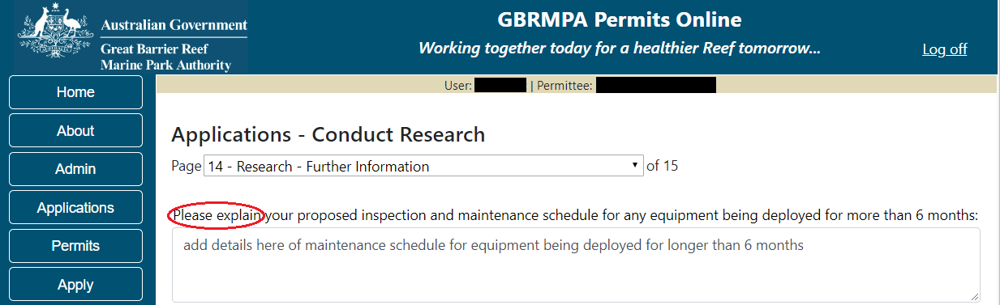 GBRMPA Permits Online
Australian Government
Great Barrier Reef
Marine Park Authority
Working together today for a healthier Reef tomorrow...
Log off
User: | Permittee:
Home
About
Admin
Applications
Permits
Apply
Applications - Conduct Research
Page 14 - Research - Further Information of 15
Please explain your proposed inspection and maintenance schedule for any equipment being deployed for more than 6 months:
add details here of maintenance schedule for equipment being deployed for longer than 6 months